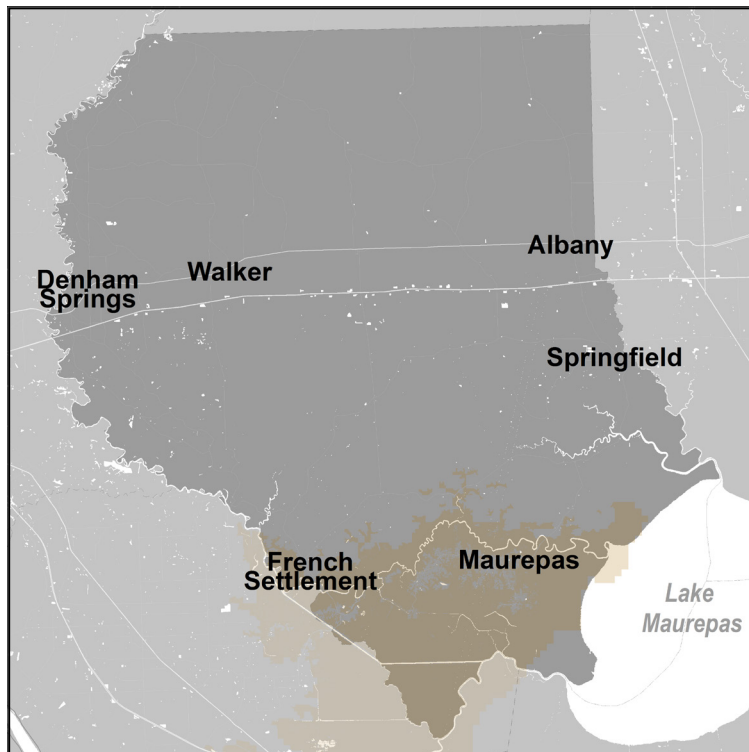 Albany
Walker
Denham
Springs
Springfield
French
Settlement
Maurepas
Lake
Maurepas